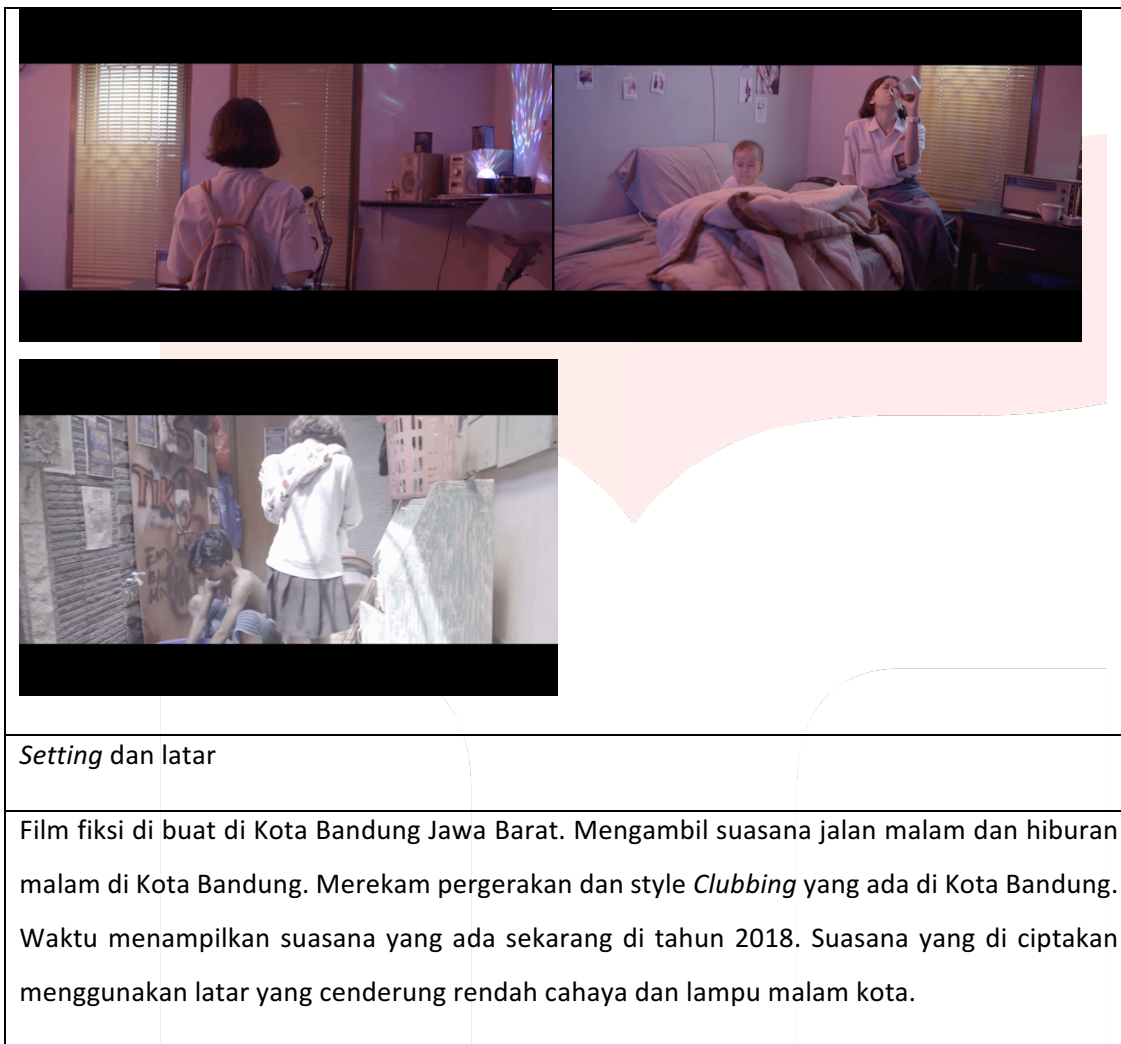 Setting dan latar
Film fiksi di buat di Kota Bandung Jawa Barat. Mengambil suasana jalan malam dan hiburan
malam di Kota Bandung. Merekam pergerakan dan style Clubbing yang ada di Kota Bandung.
Waktu menampilkan suasana yang ada sekarang di tahun 2018. Suasana yang di ciptakan
menggunakan latar yang cenderung rendah cahaya dan lampu malam kota.